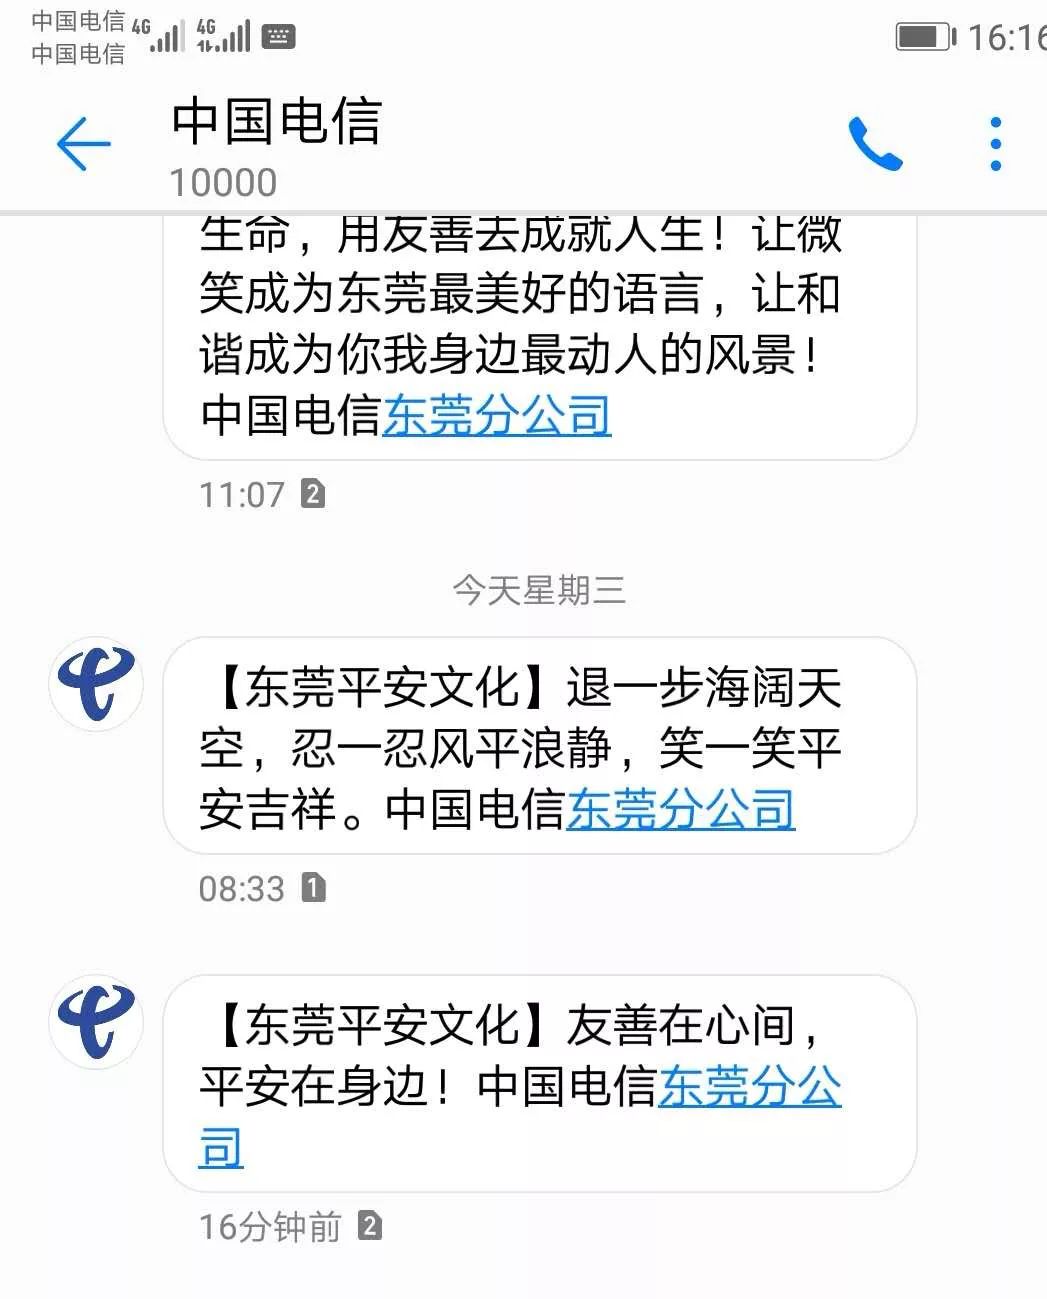 中国电信 4G 4G
中国电信
16:16
中国电信
10000
生命，用友善去成就人生！让微
笑成为东莞最美好的语言，让和
谐成为你我身边最动人的风景！
中国电信东莞分公司
11:07 2
今天星期三
【东莞平安文化】退一步海阔天
空，忍一忍风平浪静，笑一笑平
安吉祥。中国电信东莞分公司
08:33 1
【东莞平安文化】友善在心间，
平安在身边！中国电信东莞分公
司
16分钟前 2